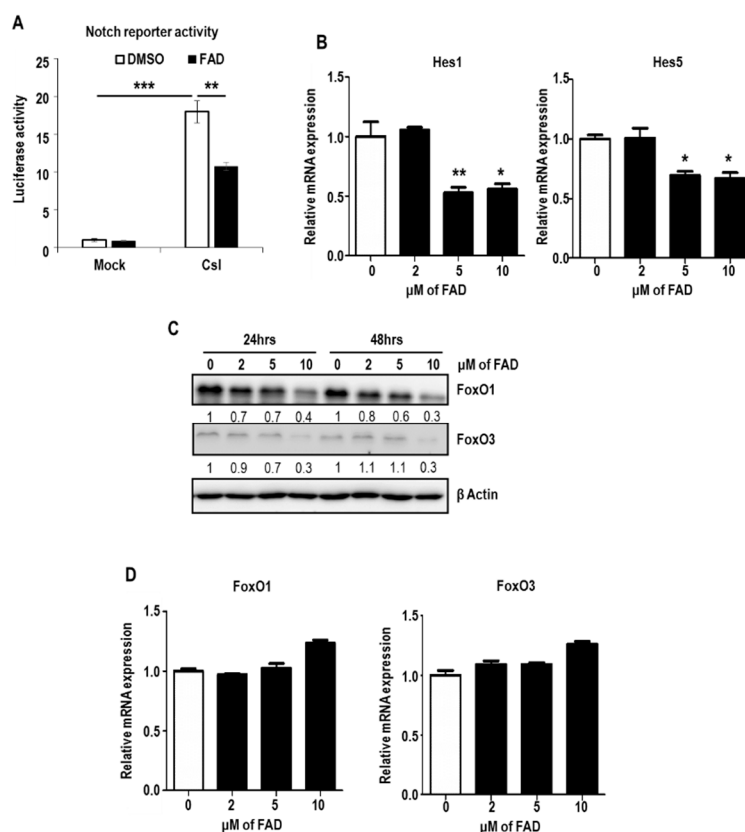 A
Notch reporter activity
DMSO FAD
*** **
Luciferase activity
25
20
15
10
5
0
Mock CsI
B
Hes1
Relative mRNA expression
1.5
1.0
0.5
0.0
** *
0 2 5 10
µM of FAD
Hes5
Relative mRNA expression
1.5
1.0
0.5
0.0
* *
0 2 5 10
µM of FAD
C
24hrs 48hrs
0 2 5 10 0 2 5 10 µM of FAD
FoxO1
1 0.7 0.7 0.4 1 0.8 0.6 0.3
FoxO3
1 0.9 0.7 0.3 1 1.1 1.1 0.3
β Actin
D
FoxO1
Relative mRNA expression
1.5
1.0
0.5
0.0
0 2 5 10
µM of FAD
FoxO3
Relative mRNA expression
1.5
1.0
0.5
0.0
0 2 5 10
µM of FAD